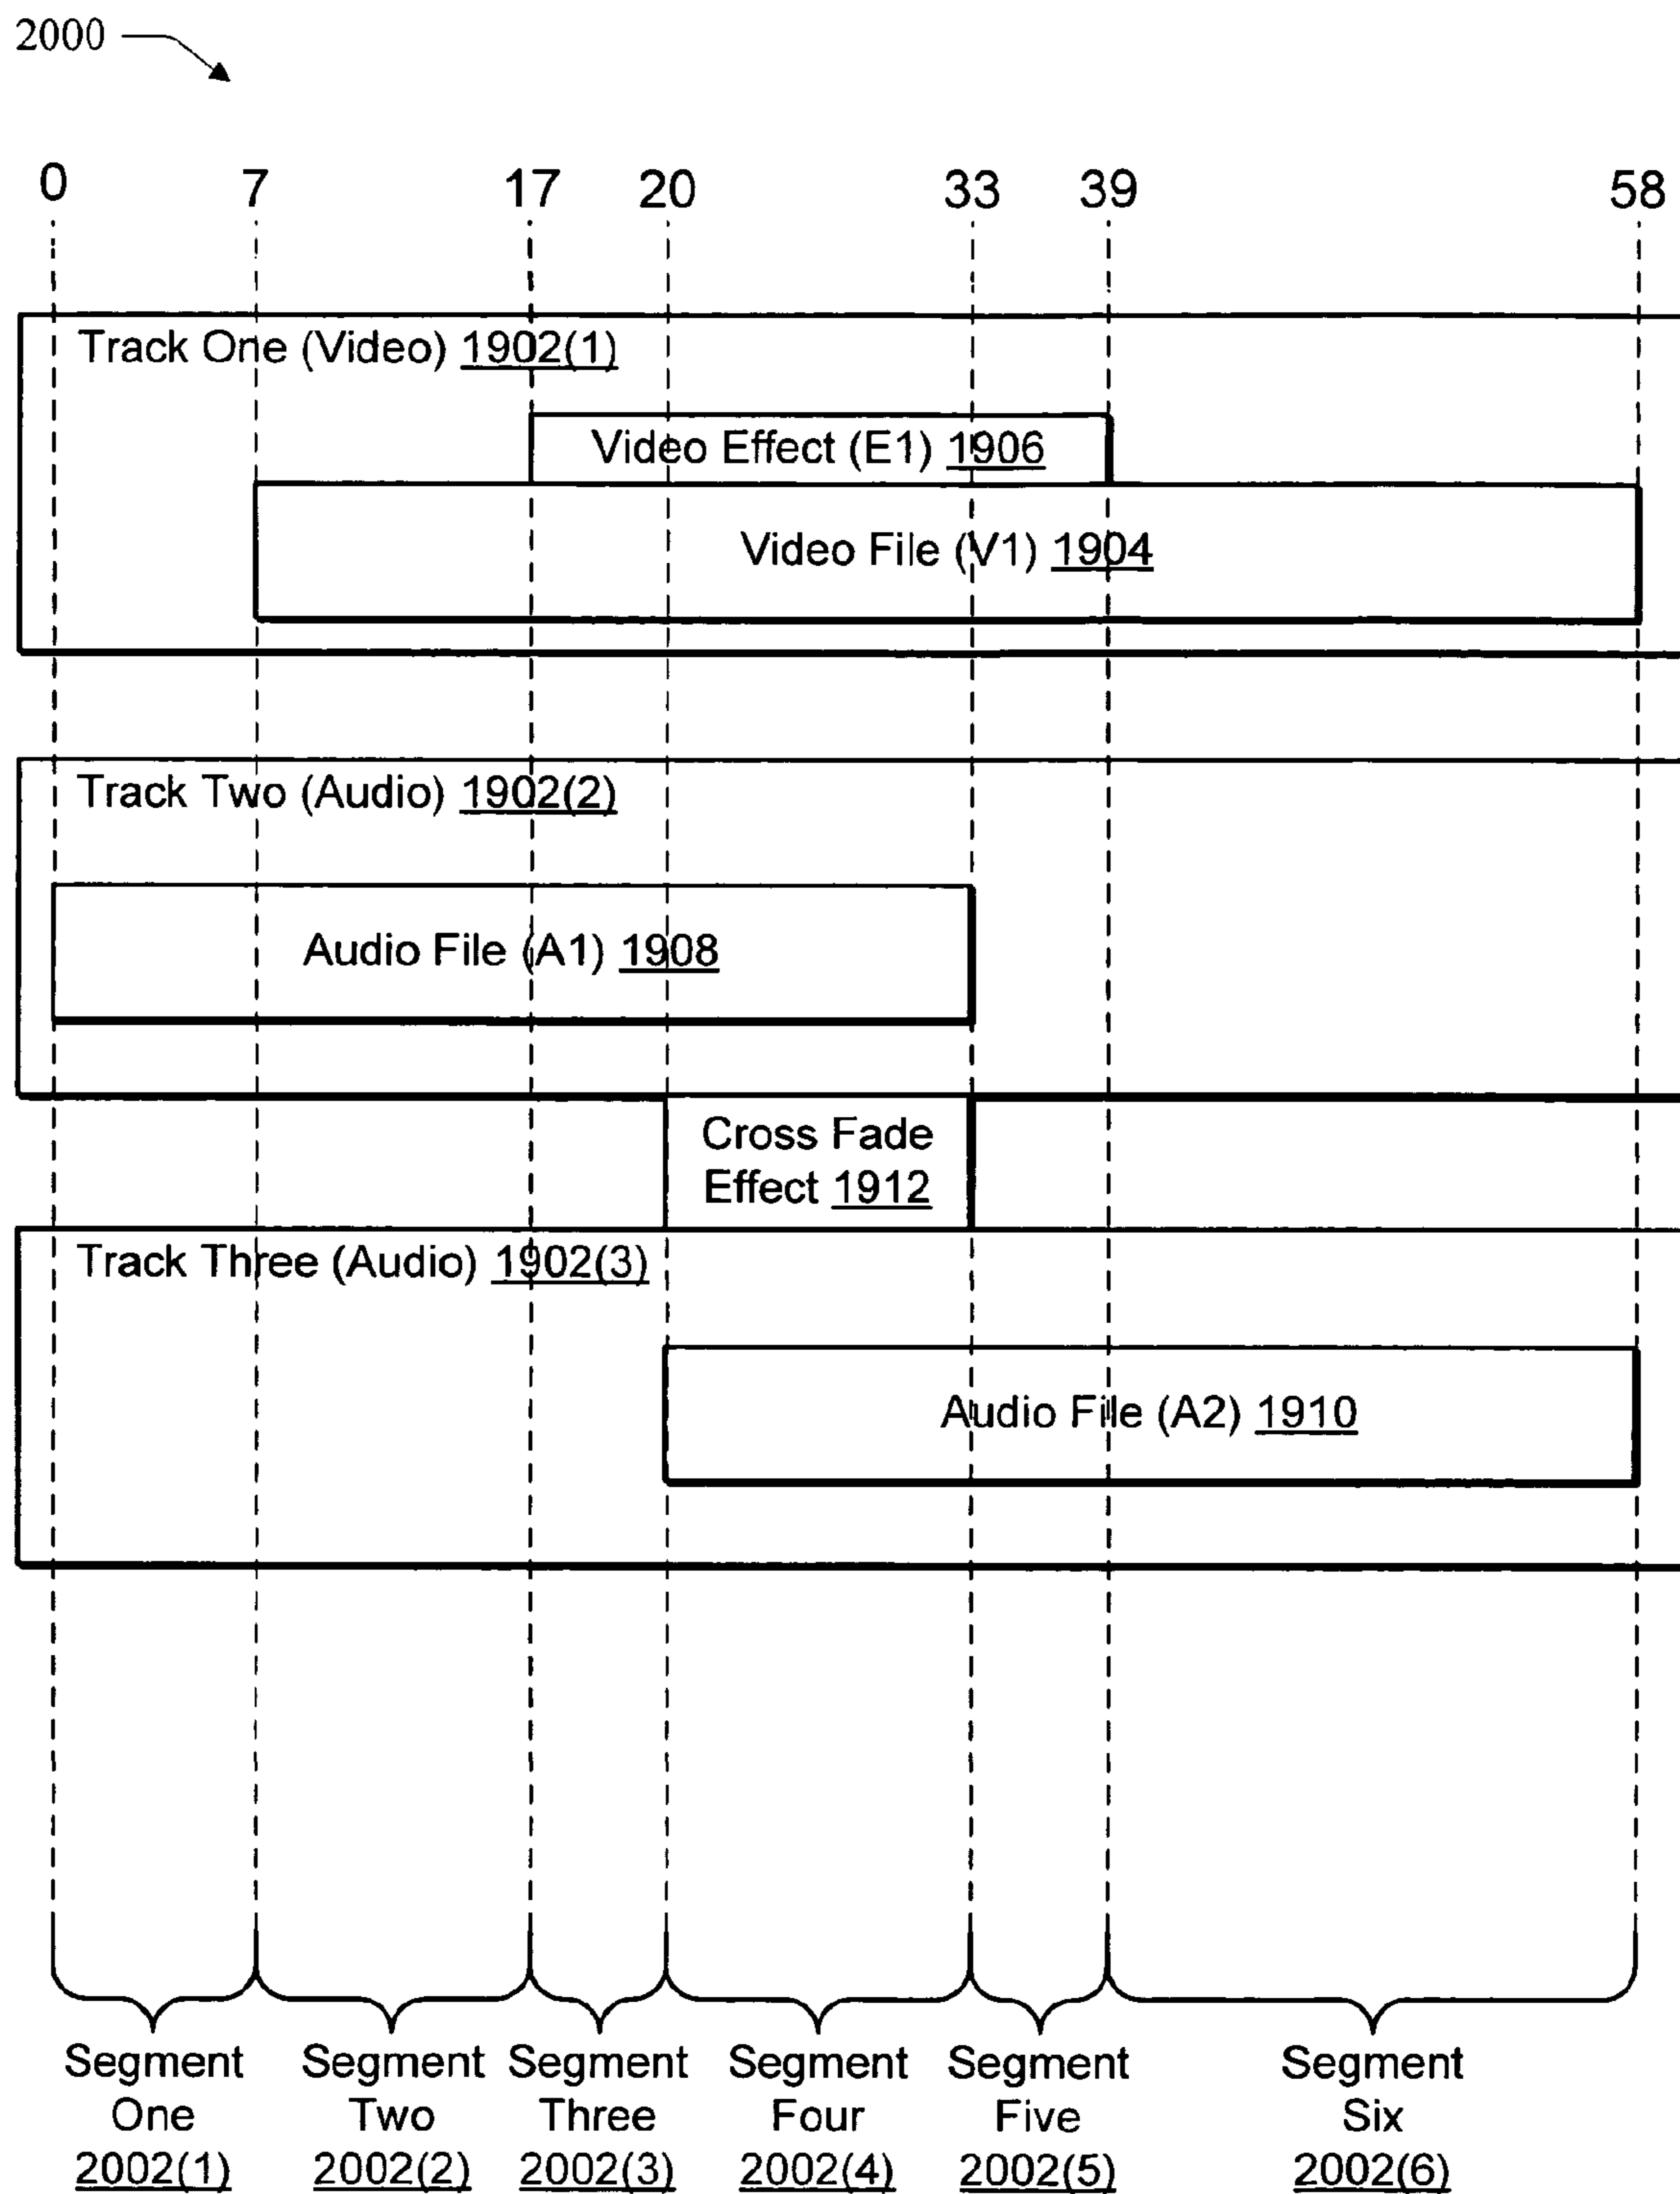 2000
0 7 17 20 33 39 58
Track One (Video) 1902(1)
Video Effect (E1) 1906
Video File (V1) 1904
Track Two (Audio) 1902(2)
Audio File (A1) 1908
Cross Fade
Effect 1912
Track Three (Audio) 1902(3)
Audio File (A2) 1910
Segment
One
2002(1)
Segment
Two
2002(2)
Segment
Three
2002(3)
Segment
Four
2002(4)
Segment
Five
2002(5)
Segment
Six
2002(6)